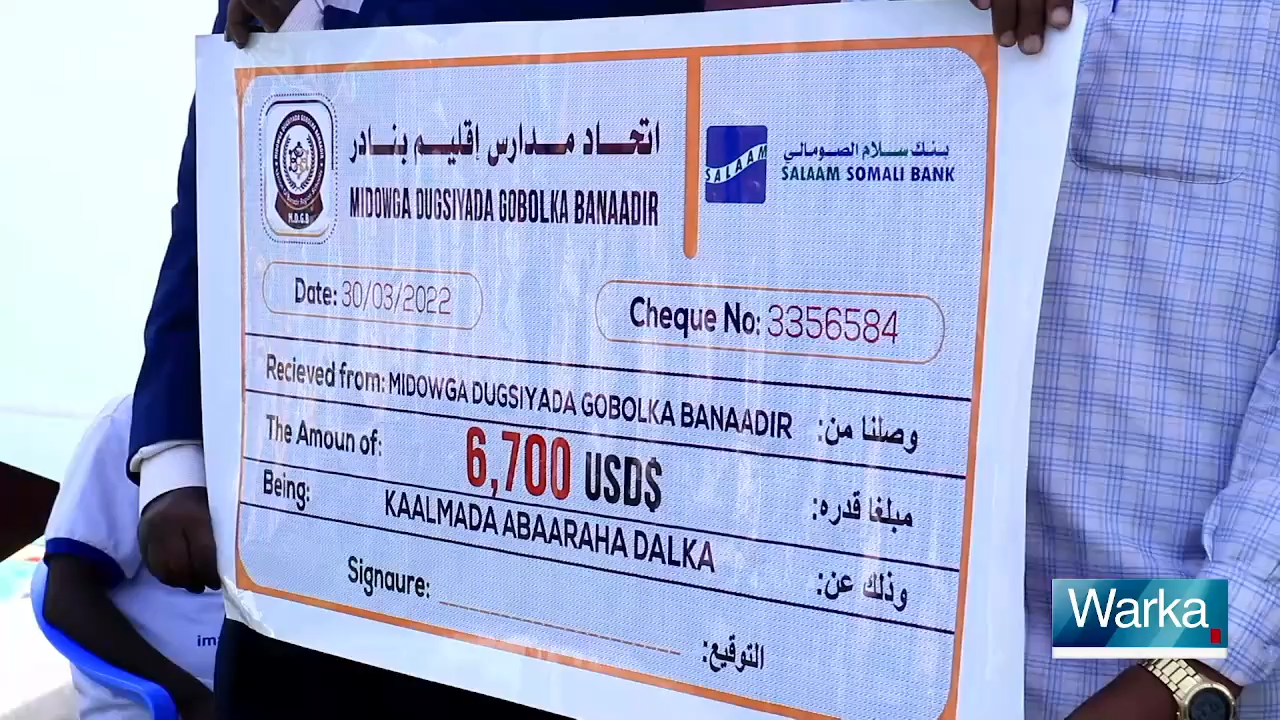 اتحاد مدارس اقليم بنادر
MIDOWGA DUGSIYADA GOBOLKA BANAADIR
M.D.G.B
SALAAM
بنك سلام الصومالي
SALAAM SOMALI BANK
Date: 30/03/2022
Cheque No: 3356584
Recieved from: MIDOWGA DUGSIYADA GOBOLKA BANAADIR وصلنا من:
The Amoun of: 6,700 USD$ مبلغا قدره:
Being: KAALMADA ABAARAHA DALKA وذلك عن:
Signaure: التوقيع:
Warka.